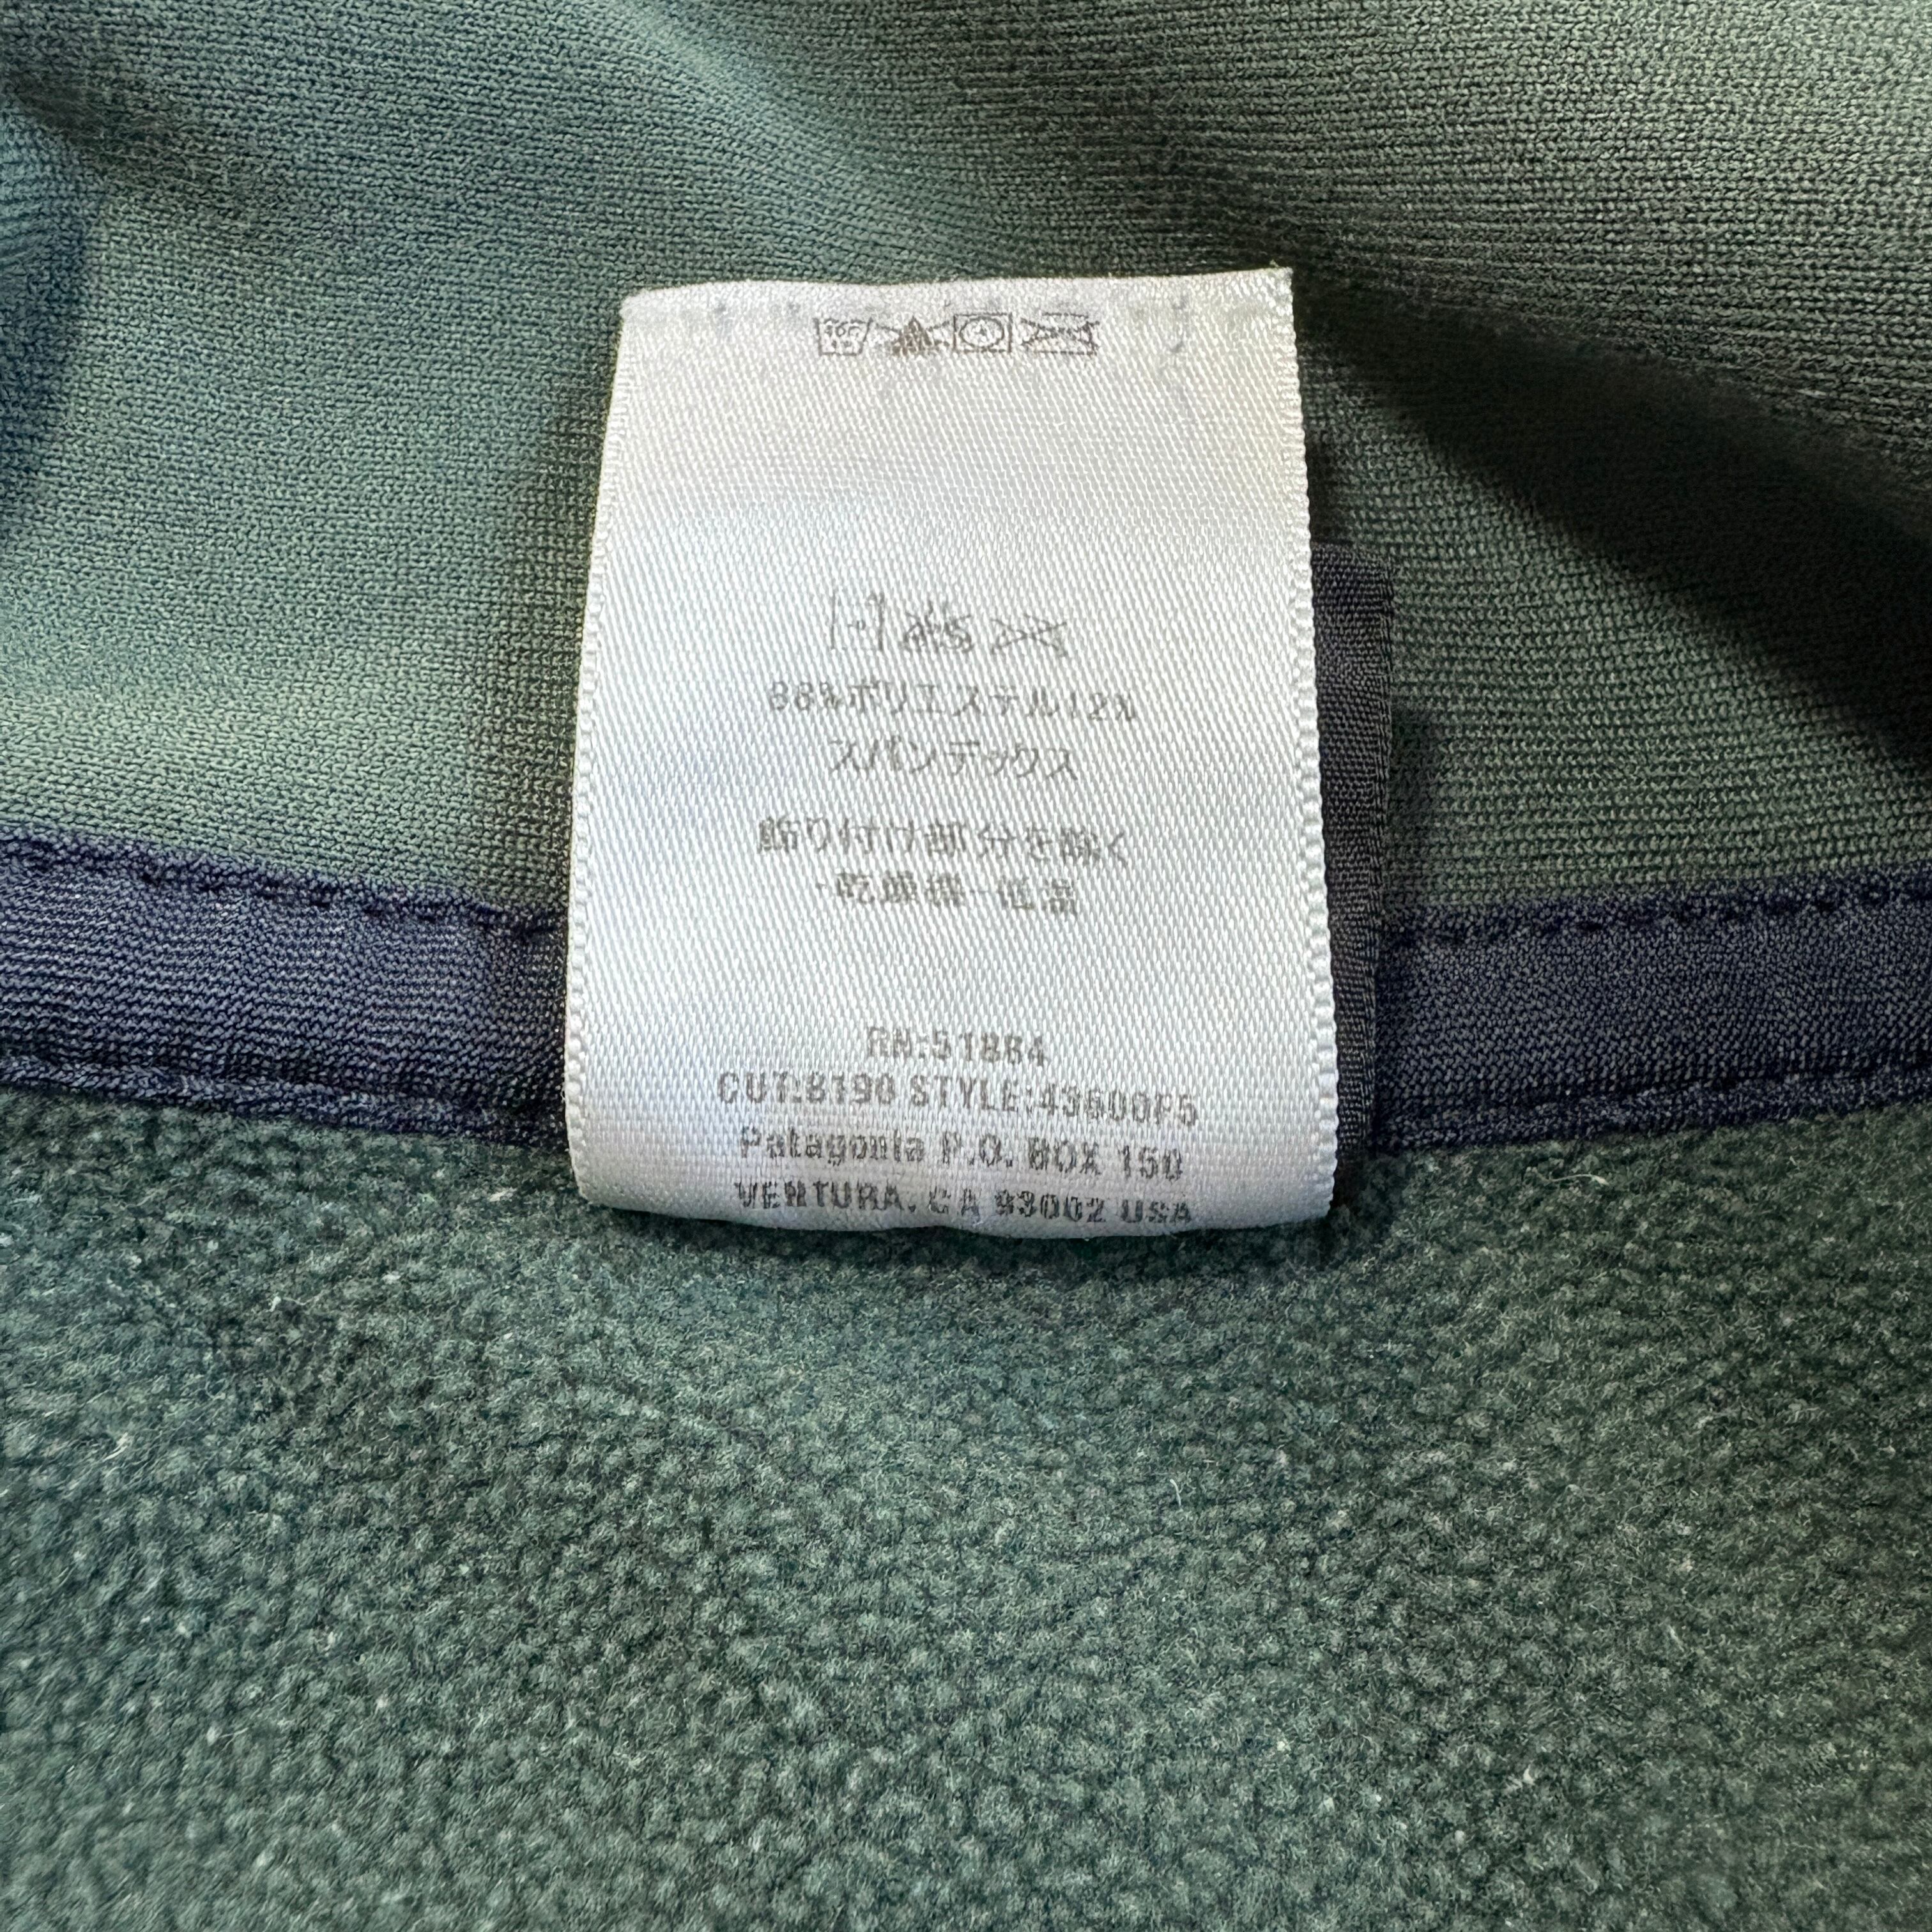 88%ポリエステル12%
スパンデックス
飾り付け部分を除く
乾燥機-低温
RN:51884
CUT:8190 STYLE:43600F5
Patagonia P.O. BOX 150
VENTURA, CA 93002 USA